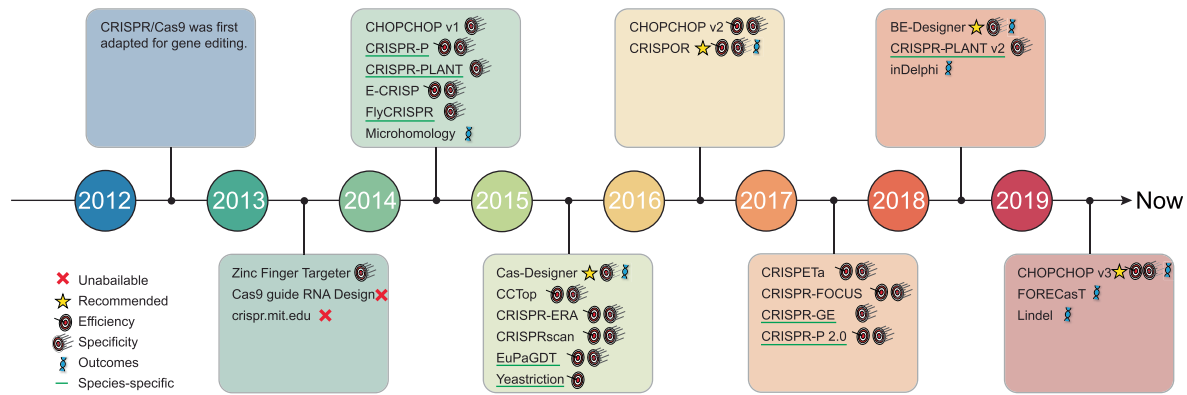 CRISPR/Cas9 was first
adapted for gene editing.
CHOPCHOP v1
CRISPR-P
CRISPR-PLANT
E-CRISP
FlyCRISPR
Microhomology
CHOPCHOP v2
CRISPOR
BE-Designer
CRISPR-PLANT v2
inDelphi
2012
2013
2014
2015
2016
2017
2018
2019
Now
Unabailable
Recommended
Efficiency
Specificity
Outcomes
Species-specific
Zinc Finger Targeter
Cas9 guide RNA Design
crispr.mit.edu
Cas-Designer
CCTop
CRISPR-ERA
CRISPRscan
EuPaGDT
Yeastriction
CRISPETa
CRISPR-FOCUS
CRISPR-GE
CRISPR-P 2.0
CHOPCHOP v3
FORECasT
Lindel